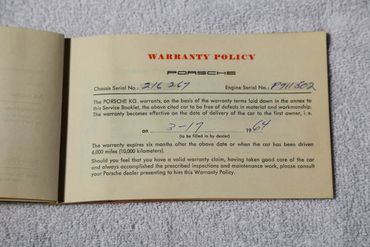 WARRANTY POLICY
PORSCHE
Chassis Serial No.: 216 267 Engine Serial No.: P711502
The PORSCHE KG. warrants, on the basis of the warranty terms laid down in the annex to
this Service Booklet, the above cited car to be free of defects in material and workmanship.
The warranty becomes effective on the date of delivery of the car to the first owner, i. e.
on 3-17 1964
(to be filled in by dealer)
The warranty expires six months after the above date or when the car has been driven
6,000 miles (10,000 kilometers).
Should you feel that you have a valid warranty claim, having taken good care of the car
and always accomplished the prescribed inspections and maintenance work, please consult
your Porsche dealer presenting to him this Warranty Policy.